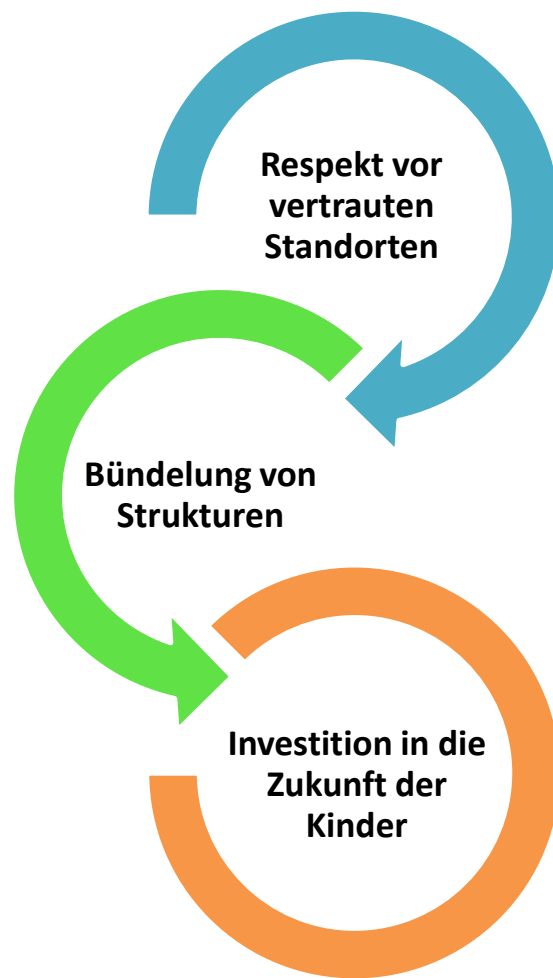 Respekt vor
vertrauten
Standorten
Bündelung von
Strukturen
Investition in die
Zukunft der
Kinder